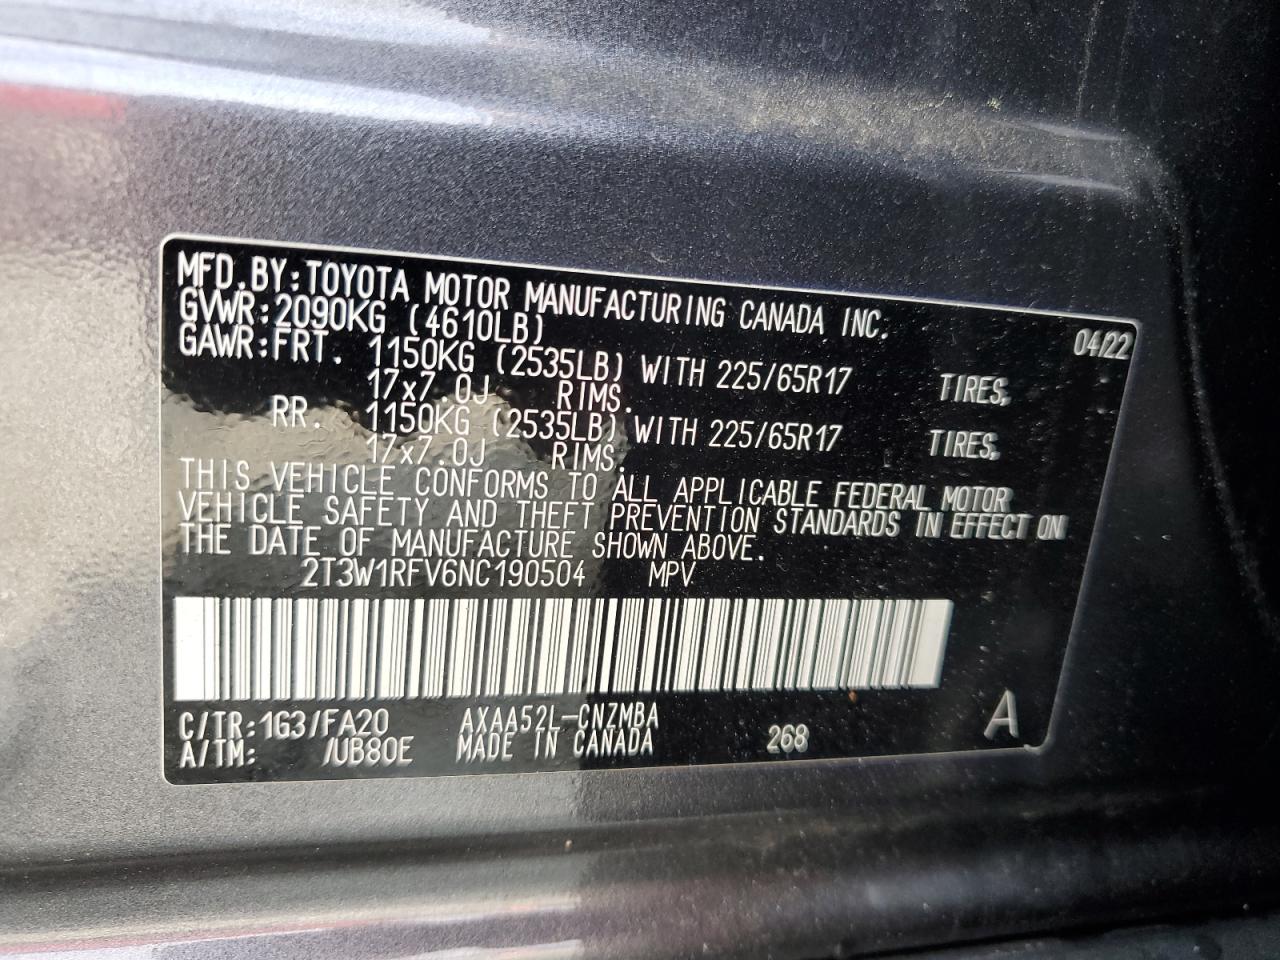 MFD.BY:TOYOTA MOTOR MANUFACTURING CANADA INC.
GVWR:2090KG (4610LB) 04/22
GAWR:FRT. 1150KG (2535LB) WITH 225/65R17 TIRES,
17x7.0J RIMS.
RR. 1150KG (2535LB) WITH 225/65R17 TIRES,
17x7.0J RIMS.
THIS VEHICLE CONFORMS TO ALL APPLICABLE FEDERAL MOTOR
VEHICLE SAFETY AND THEFT PREVENTION STANDARDS IN EFFECT ON
THE DATE OF MANUFACTURE SHOWN ABOVE.
2T3W1RFV6NC190504 MPV
C/TR:1G3/FA20 AXAA52L-CNZMBA
A/TM: /UB80E MADE IN CANADA 268 A